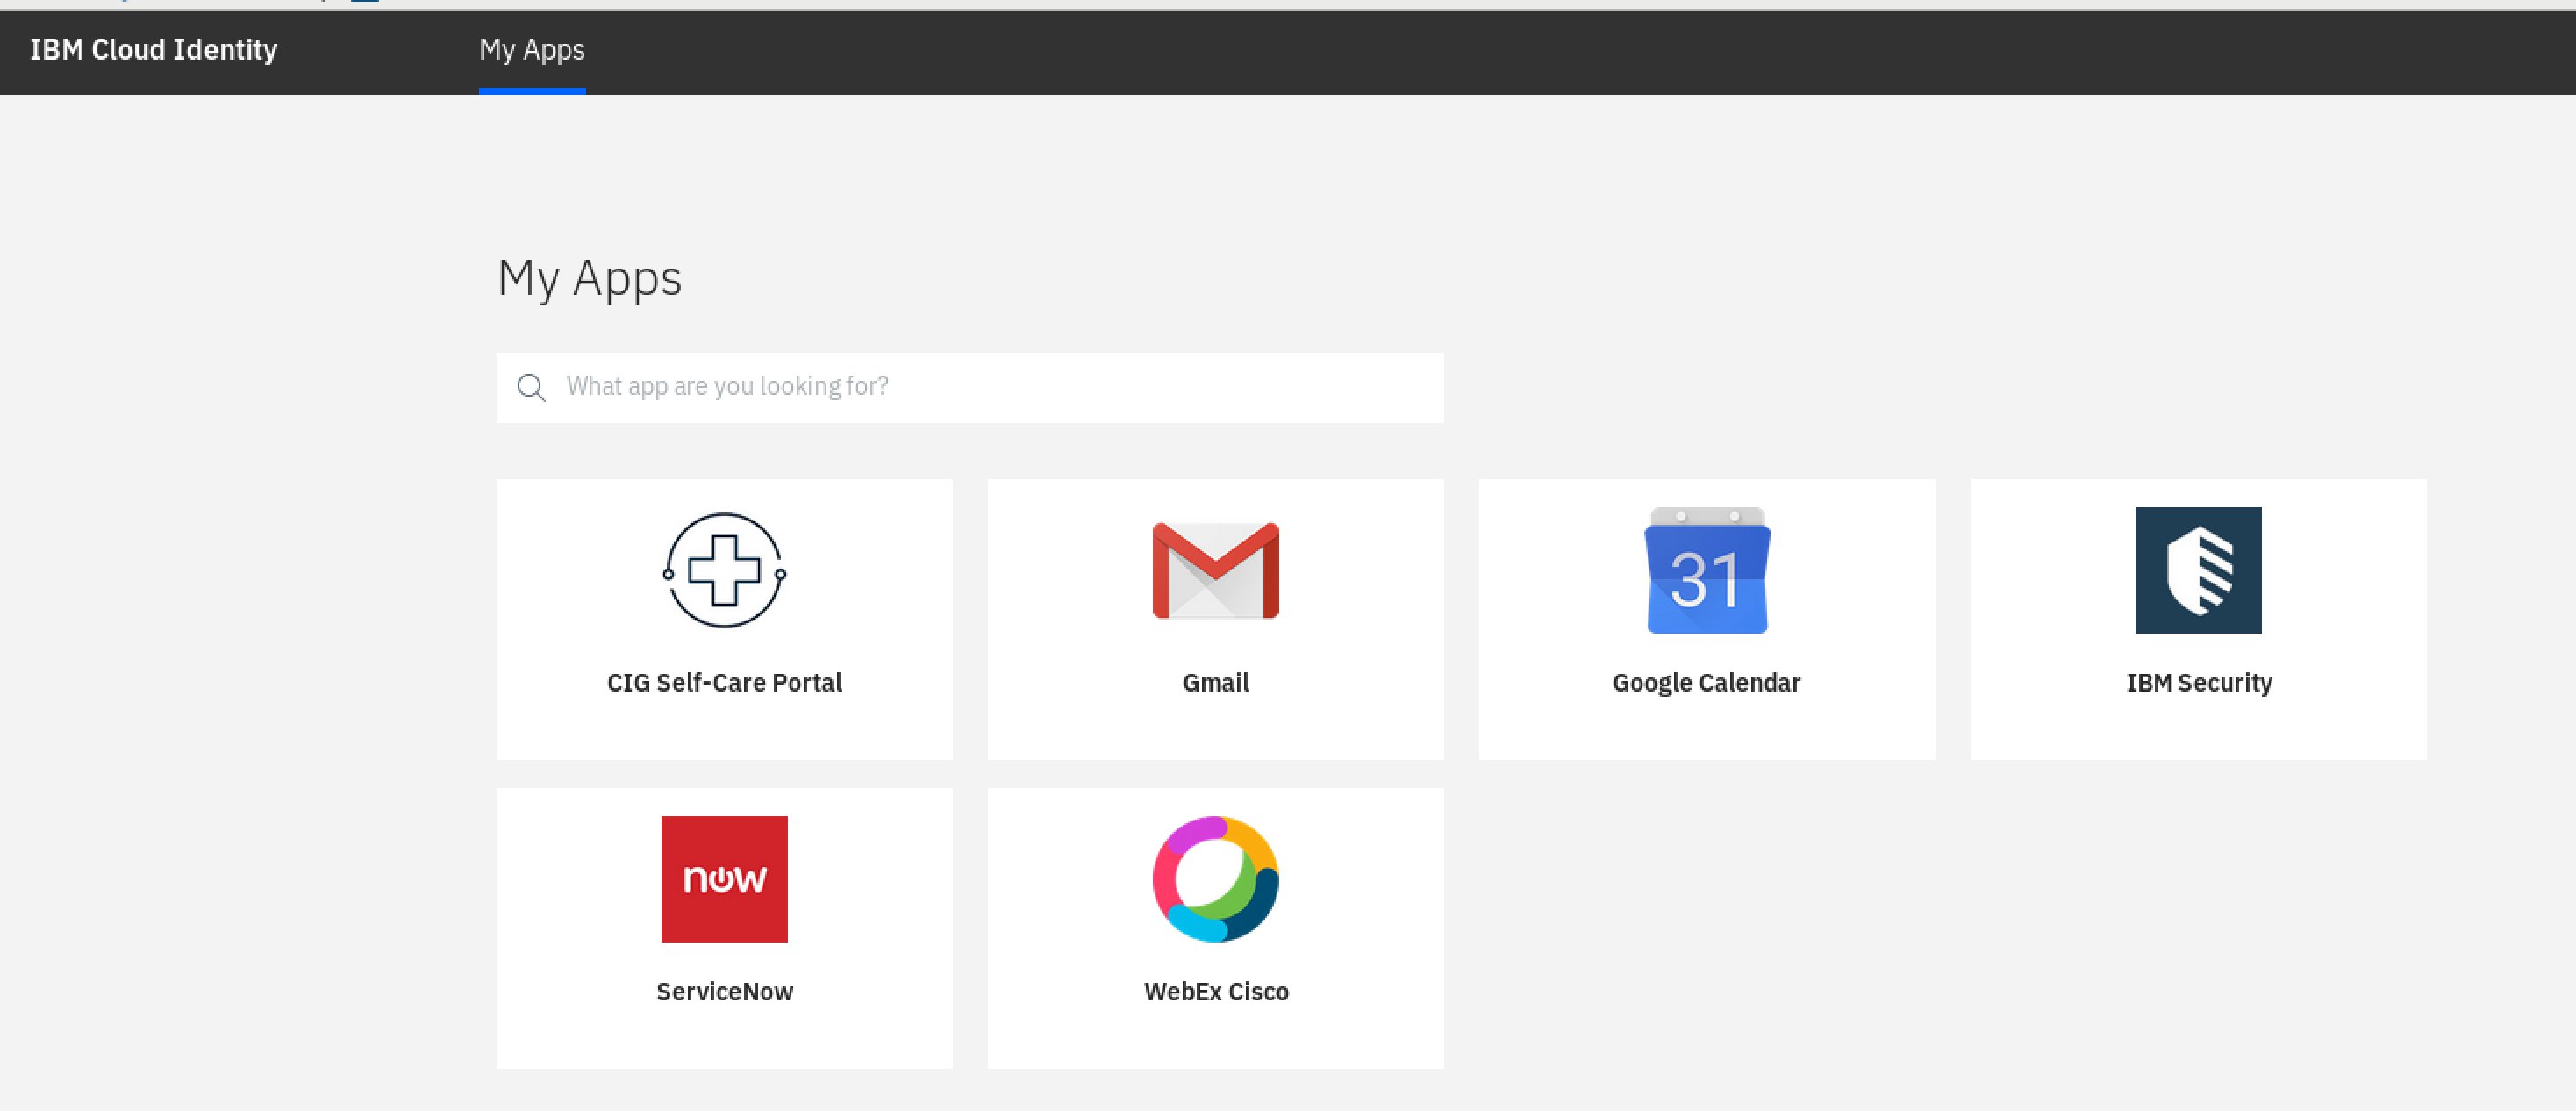 IBM Cloud Identity
My Apps
My Apps
What app are you looking for?
31
CIG Self-Care Portal
Gmail
Google Calendar
IBM Security
now
ServiceNow
WebEx Cisco